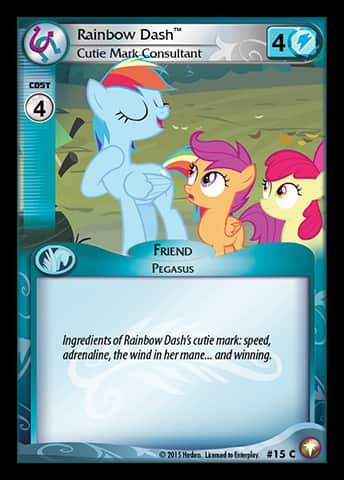 Rainbow Dash™
Cutie Mark Consultant
4
COST
4
FRIEND
PEGASUS
Ingredients of Rainbow Dash's cutie mark: speed,
adrenaline, the wind in her mane... and winning.
© 2015 Hasbro. Licensed to Enterplay.
#15 C